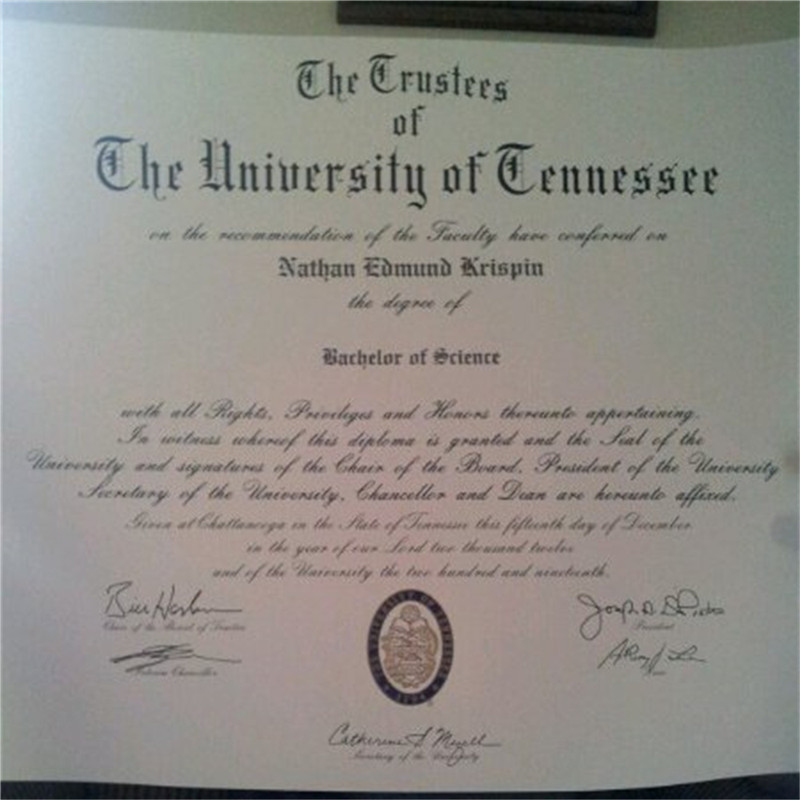 The Trustees
of
The University of Tennessee
on the recommendation of the Faculty have conferred on
Nathan Edmund Krispin
the degree of
Bachelor of Science
with all Rights, Privileges and Honors thereunto appertaining.
In witness whereof this diploma is granted and the Seal of the
University and signatures of the Chair of the Board, President of the University
Secretary of the University, Chancellor and Dean are hereunto affixed.
Given at Chattanooga in the State of Tennessee this fifteenth day of December
in the year of our Lord two thousand twelve
and of the University the two hundred and nineteenth.
Chair of the Board of Trustees
President
Chancellor
Catherine S.
Secretary of the University